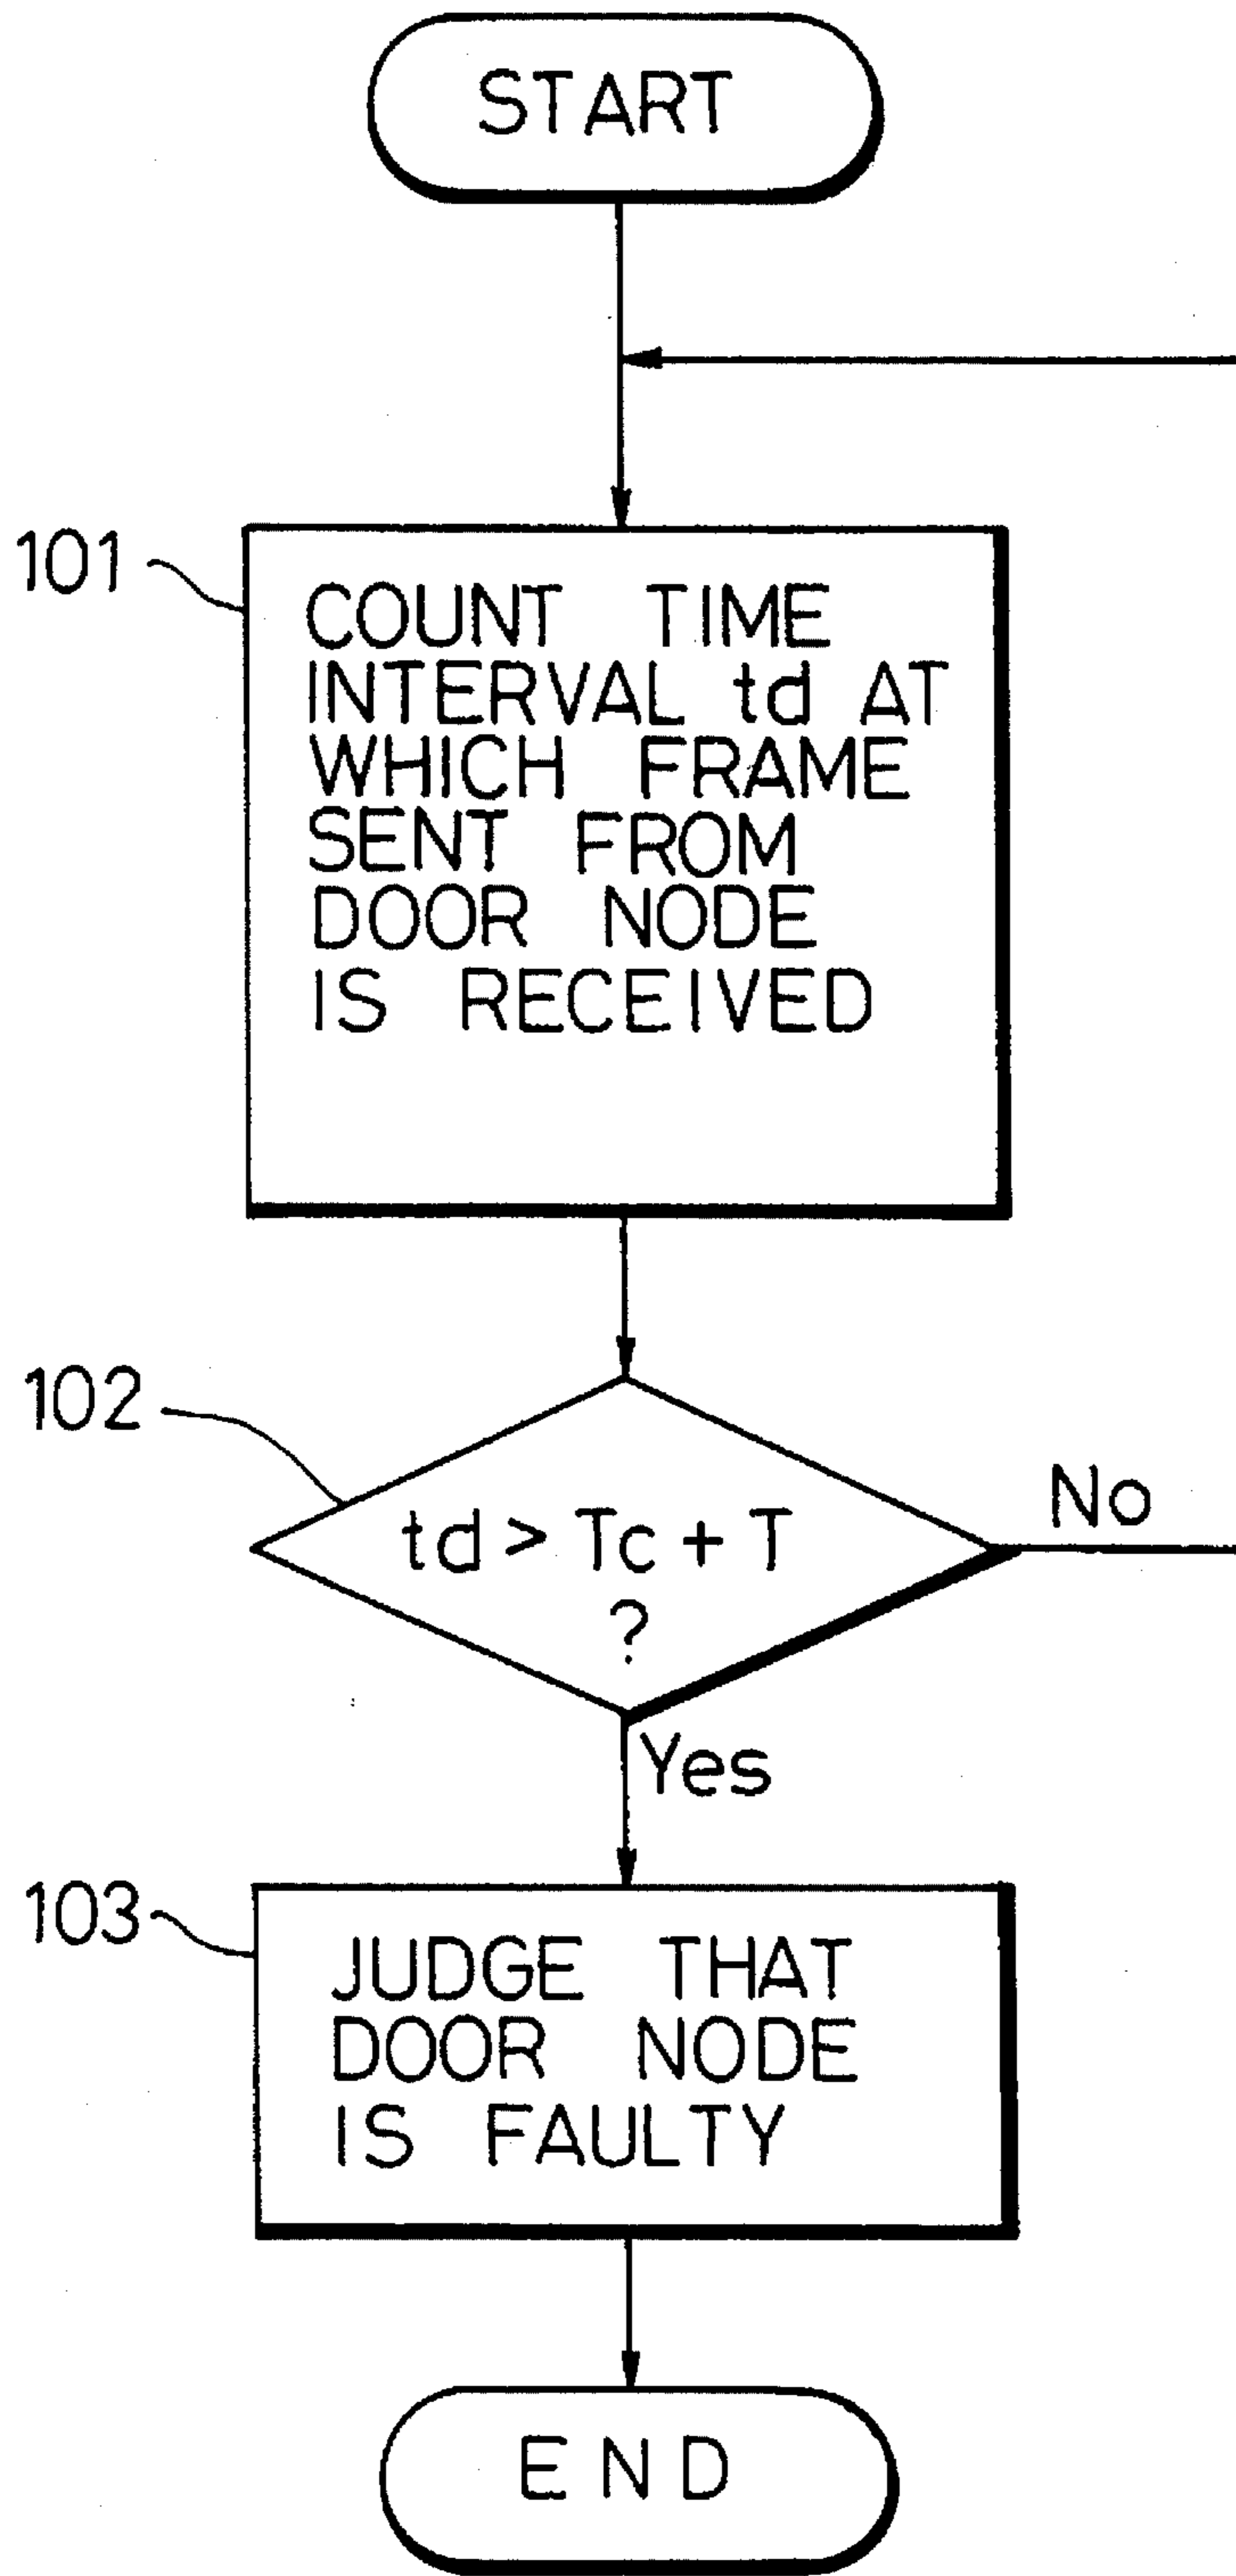 START
101
COUNT TIME
INTERVAL td AT
WHICH FRAME
SENT FROM
DOOR NODE
IS RECEIVED
102
td > Tc + T
?
No
Yes
103
JUDGE THAT
DOOR NODE
IS FAULTY
END